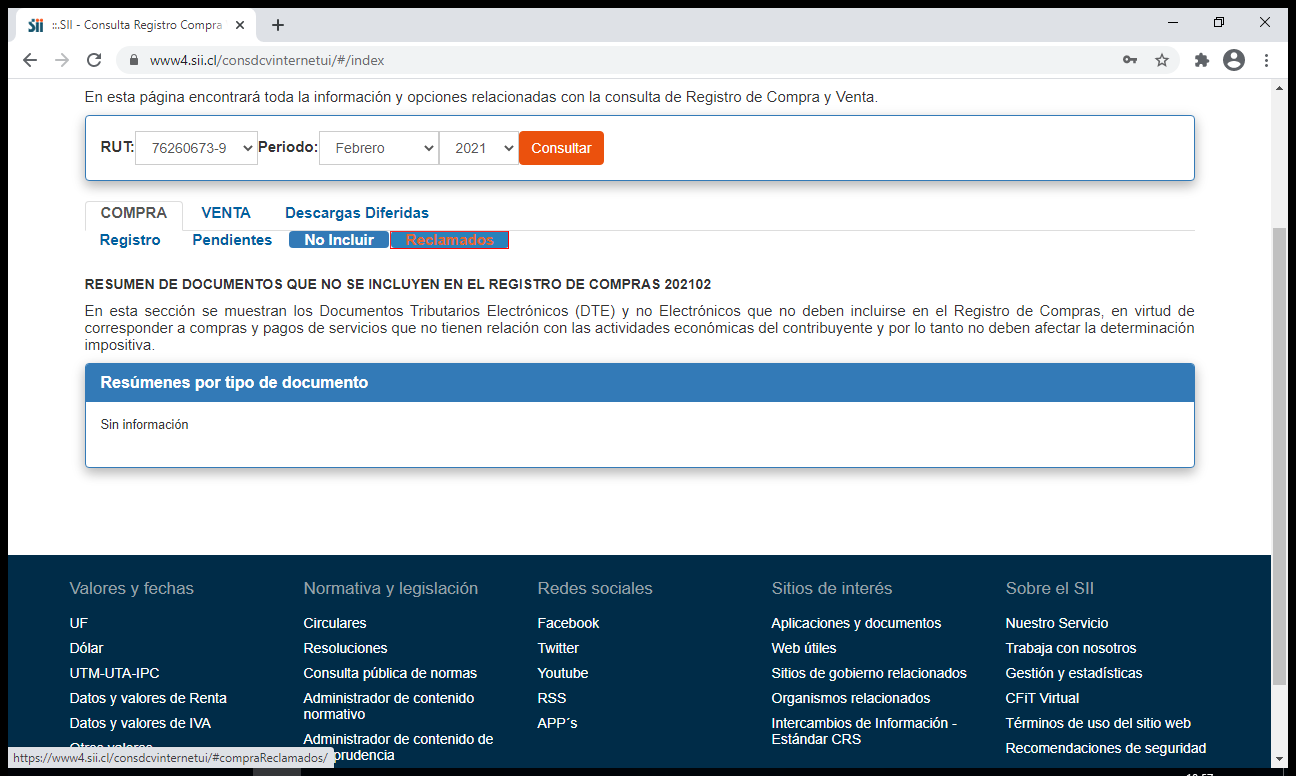 Sii ::.SII - Consulta Registro Compra
www4.sii.cl/consdcvinternetui/#/index
En esta página encontrará toda la información y opciones relacionadas con la consulta de Registro de Compra y Venta.
RUT: 76260673-9 Periodo: Febrero 2021 Consultar
COMPRA VENTA Descargas Diferidas
Registro Pendientes No Incluir Reclamados
RESUMEN DE DOCUMENTOS QUE NO SE INCLUYEN EN EL REGISTRO DE COMPRAS 202102
En esta sección se muestran los Documentos Tributarios Electrónicos (DTE) y no Electrónicos que no deben incluirse en el Registro de Compras, en virtud de
corresponder a compras y pagos de servicios que no tienen relación con las actividades económicas del contribuyente y por lo tanto no deben afectar la determinación
impositiva.
Resúmenes por tipo de documento
Sin información
Valores y fechas
UF
Dólar
UTM-UTA-IPC
Datos y valores de Renta
Datos y valores de IVA
Otros valores
Normativa y legislación
Circulares
Resoluciones
Consulta pública de normas
Administrador de contenido
normativo
Administrador de contenido de
prudencia
Redes sociales
Facebook
Twitter
Youtube
RSS
APP´s
Sitios de interés
Aplicaciones y documentos
Web útiles
Sitios de gobierno relacionados
Organismos relacionados
Intercambios de Información -
Estándar CRS
Sobre el SII
Nuestro Servicio
Trabaja con nosotros
Gestión y estadísticas
CFiT Virtual
Términos de uso del sitio web
Recomendaciones de seguridad
https://www4.sii.cl/consdcvinternetui/#compraReclamados/